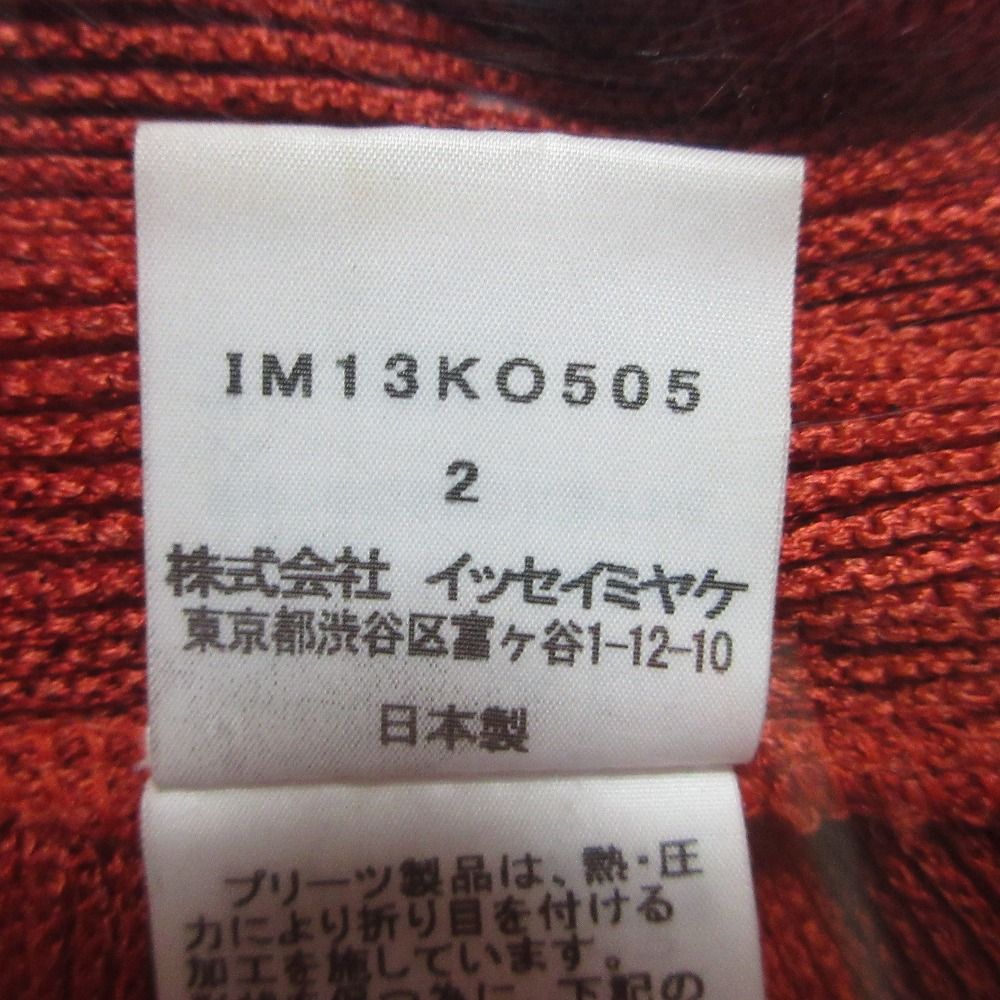 IM13KO505
2
株式会社 イッセイミヤケ
東京都渋谷区富ヶ谷1-12-10
日本製
プリーツ製品は、熱・圧
力により折り目を付ける
加工を施しています。
下記の